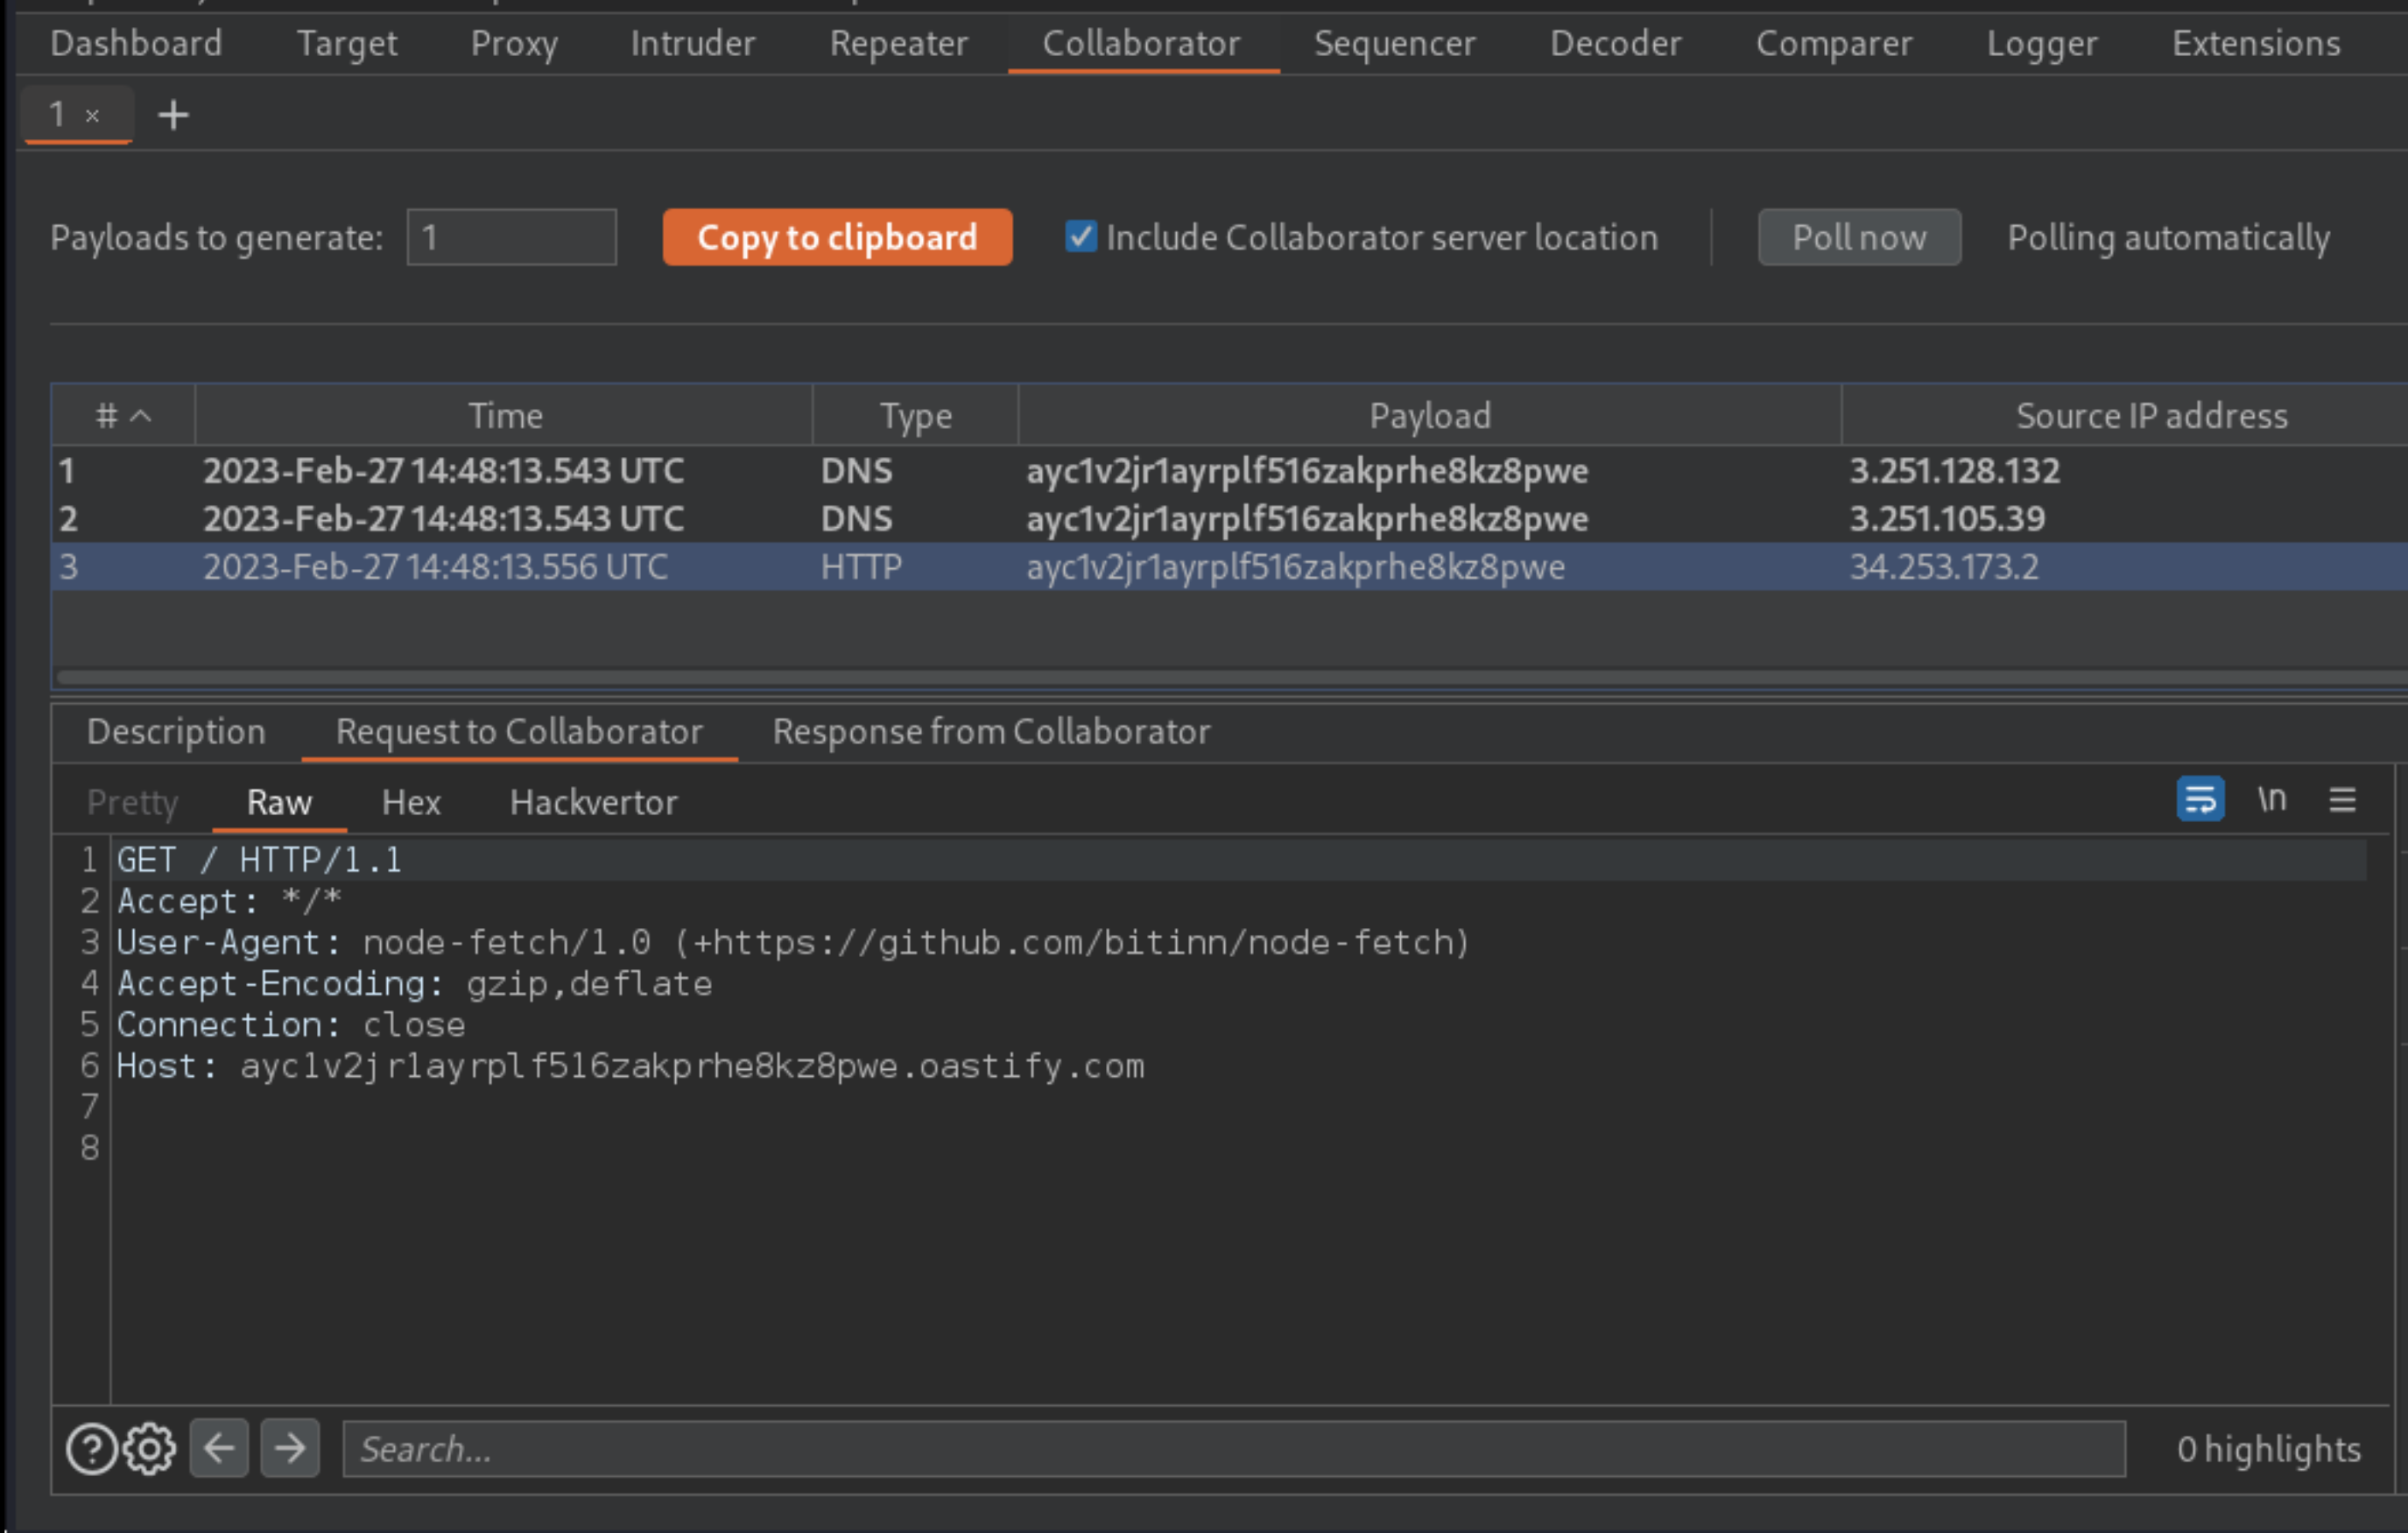 Dashboard Target Proxy Intruder Repeater Collaborator Sequencer Decoder Comparer Logger Extensions
1 × +
Payloads to generate: 1 Copy to clipboard Include Collaborator server location Poll now Polling automatically
# Time Type Payload Source IP address
1 2023-Feb-27 14:48:13.543 UTC DNS ayc1v2jr1ayrplf516zakprhe8kz8pwe 3.251.128.132
2 2023-Feb-27 14:48:13.543 UTC DNS ayc1v2jr1ayrplf516zakprhe8kz8pwe 3.251.105.39
3 2023-Feb-27 14:48:13.556 UTC HTTP ayc1v2jr1ayrplf516zakprhe8kz8pwe 34.253.173.2
Description Request to Collaborator Response from Collaborator
Pretty Raw Hex Hackvertor \n
1 GET / HTTP/1.1
2 Accept: */*
3 User-Agent: node-fetch/1.0 (+https://github.com/bitinn/node-fetch)
4 Accept-Encoding: gzip,deflate
5 Connection: close
6 Host: ayc1v2jr1ayrplf516zakprhe8kz8pwe.oastify.com
7
8
Search... 0 highlights